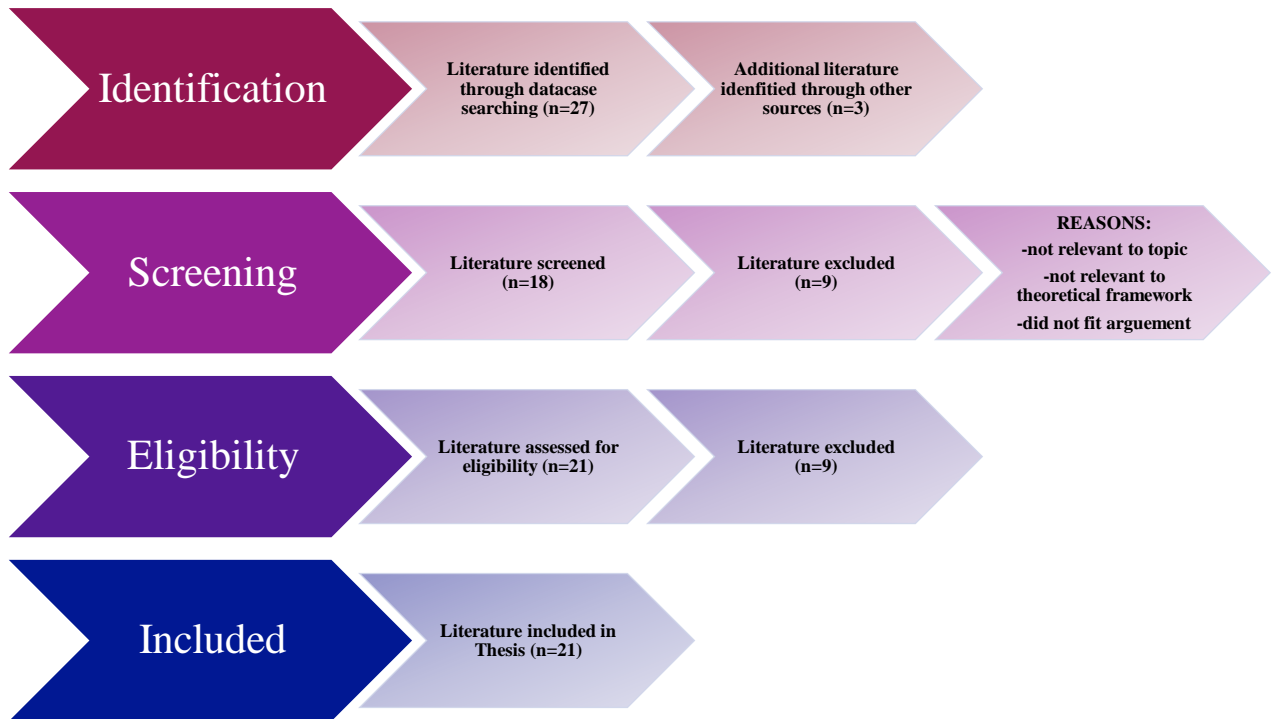 Identification
Literature identified
through datacase
searching (n=27)
Additional literature
idenfitied through other
sources (n=3)
Screening
Literature screened
(n=18)
Literature excluded
(n=9)
REASONS:
-not relevant to topic
-not relevant to
theoretical framework
-did not fit arguement
Eligibility
Literature assessed for
eligibility (n=21)
Literature excluded
(n=9)
Included
Literature included in
Thesis (n=21)